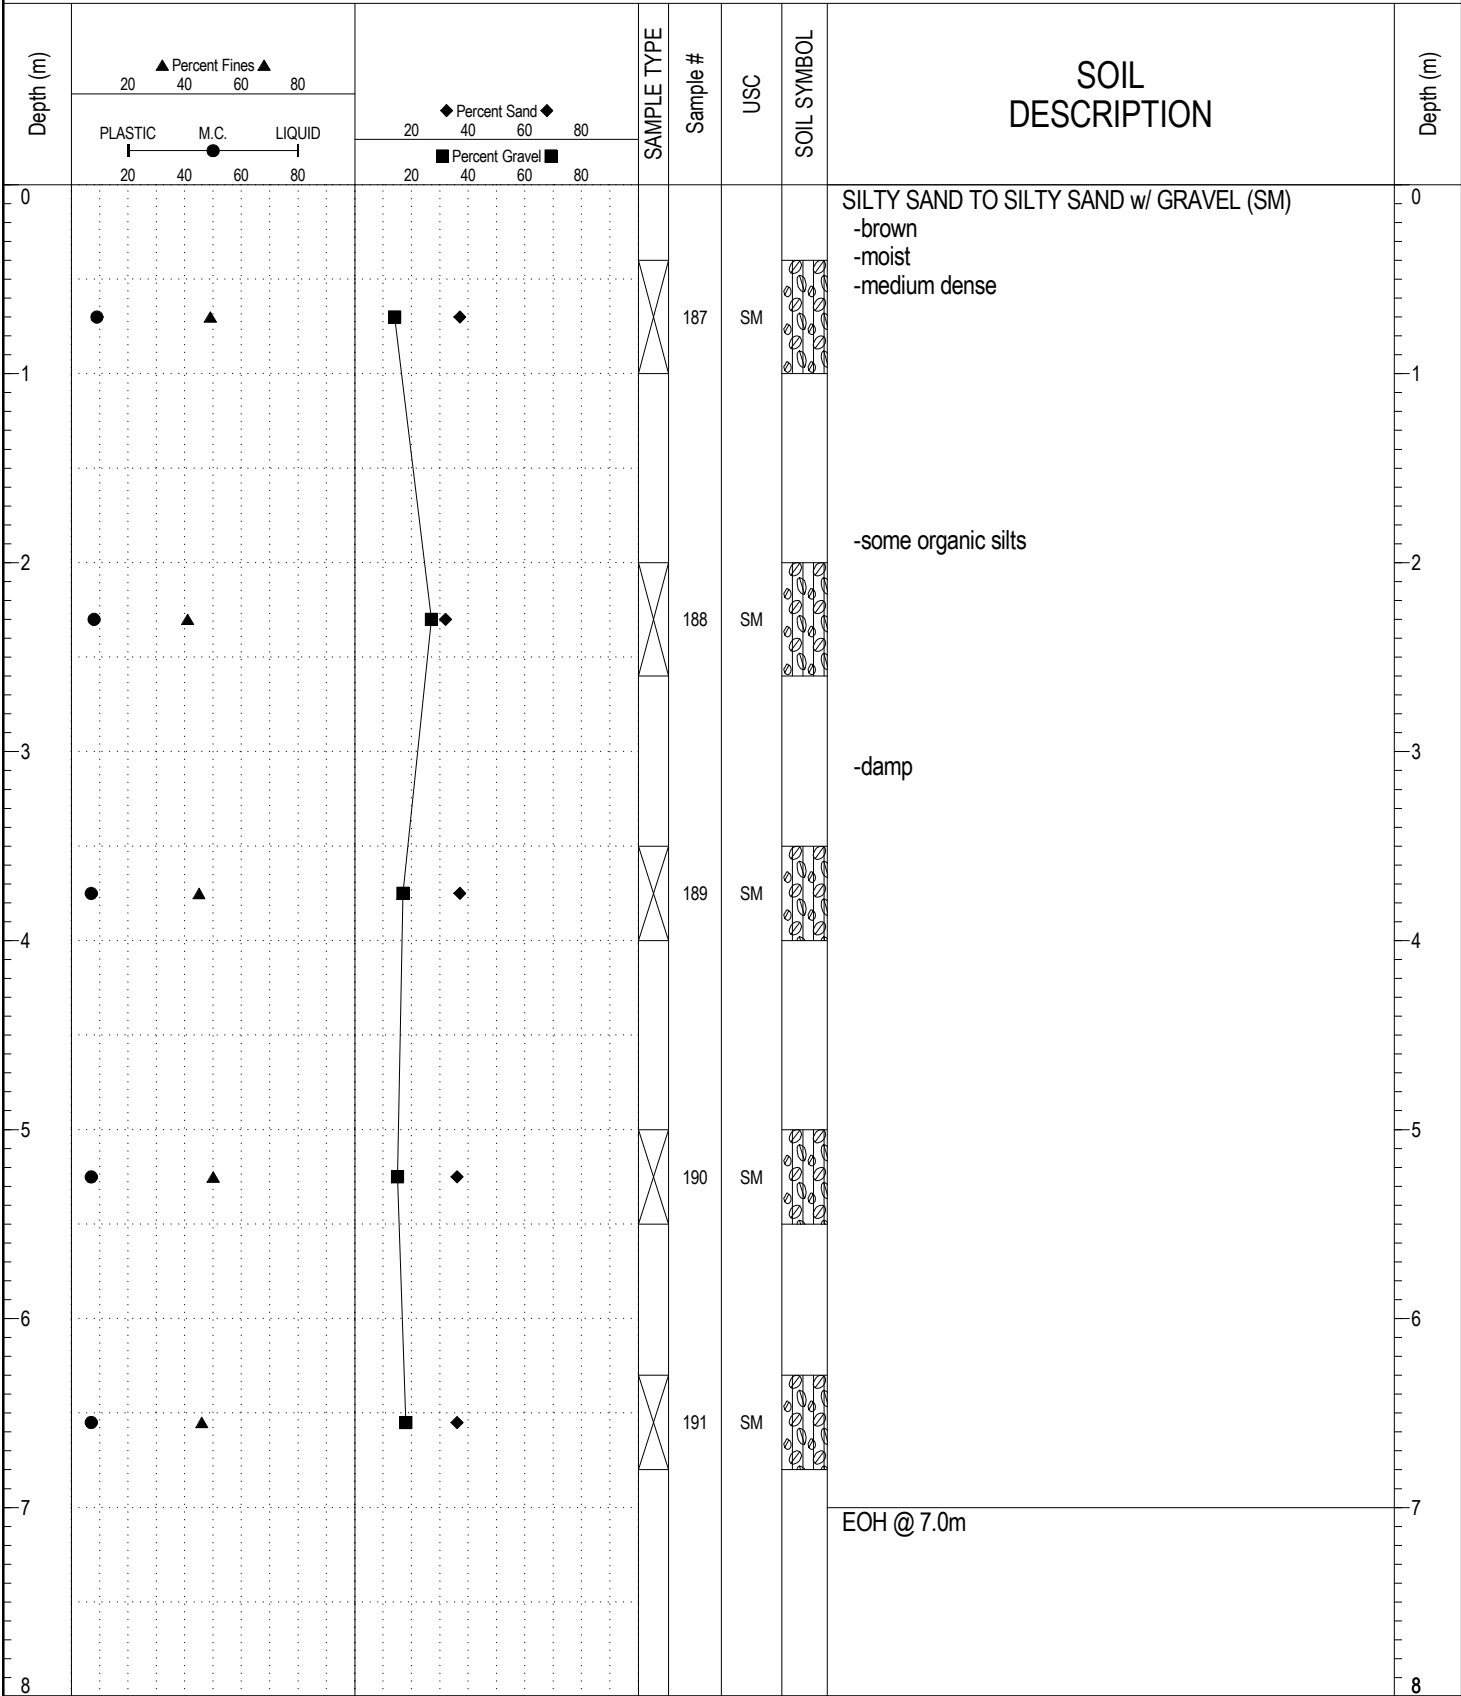 Depth (m)
▲ Percent Fines ▲
20 40 60 80
PLASTIC M.C. LIQUID
20 40 60 80
◆ Percent Sand ◆
20 40 60 80
■ Percent Gravel ■
20 40 60 80
SAMPLE TYPE
Sample #
USC
SOIL SYMBOL
SOIL
DESCRIPTION
Depth (m)
0 SILTY SAND TO SILTY SAND w/ GRAVEL (SM) 0
-brown
-moist
-medium dense
187 SM
1 1
-some organic silts
2 2
188 SM
3 3
-damp
189 SM
4 4
5 5
190 SM
6 6
191 SM
7 7
EOH @ 7.0m
8 8